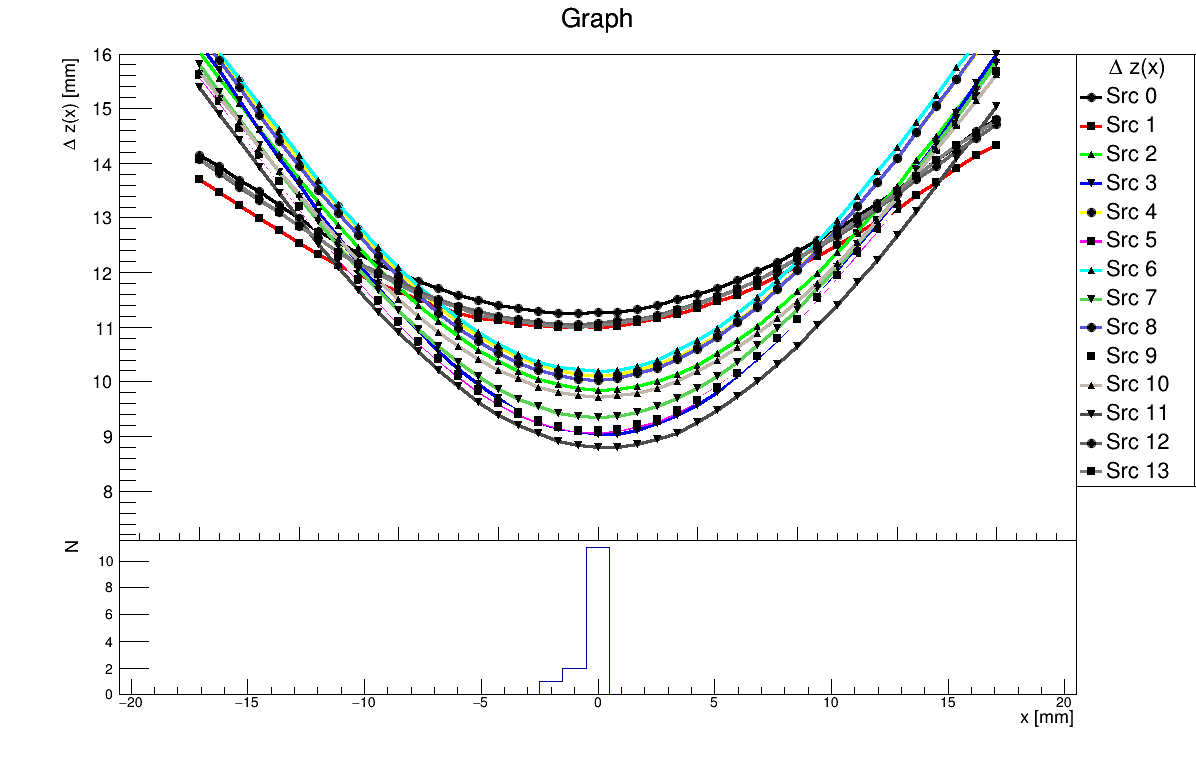 Graph
Δ z(x) [mm]
16
15
14
13
12
11
10
9
8
Δ z(x)
Src 0
Src 1
Src 2
Src 3
Src 4
Src 5
Src 6
Src 7
Src 8
Src 9
Src 10
Src 11
Src 12
Src 13
N
10
8
6
4
2
0
−20 −15 −10 −5 0 5 10 15 20
x [mm]